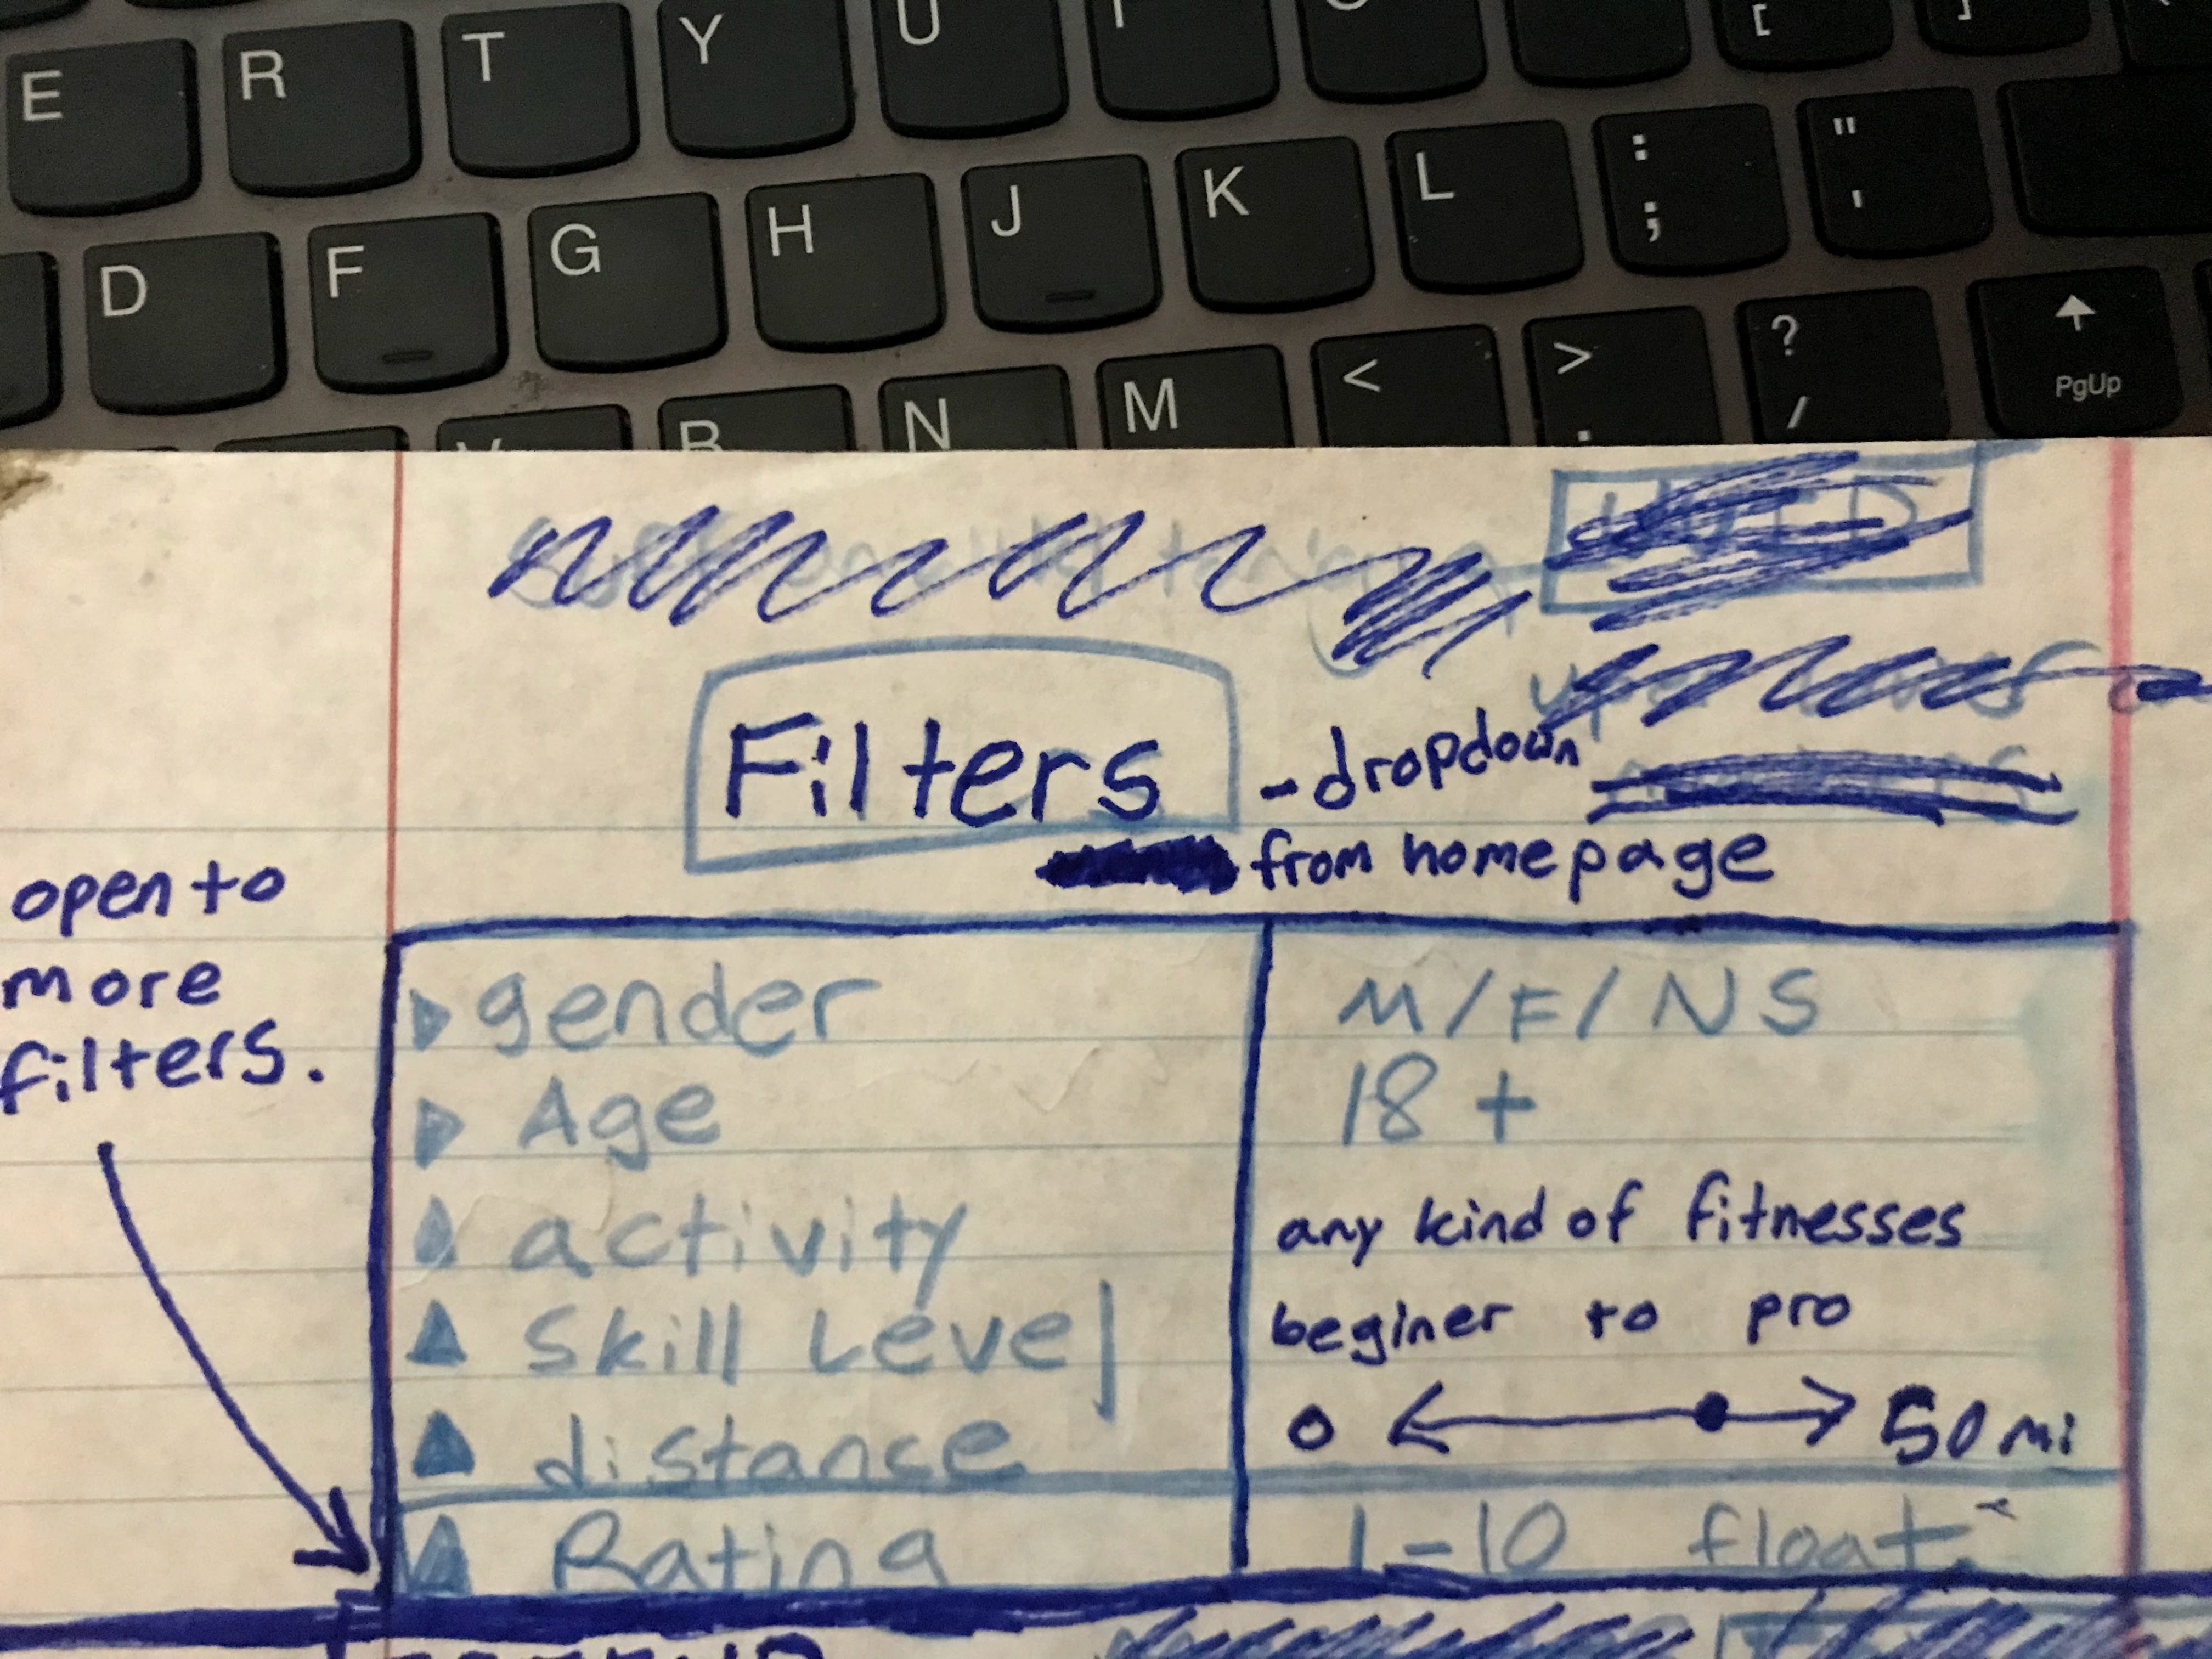 E R T Y U [ ]
D F G H J K L : ; " '
N M < > . ? / PgUp
Filters - dropdown
from homepage
open to
more
filters.
gender M/F/NS
Age 18 +
activity any kind of fitnesses
Skill Level beginer to pro
distance 0 50 mi
Rating 1-10 float